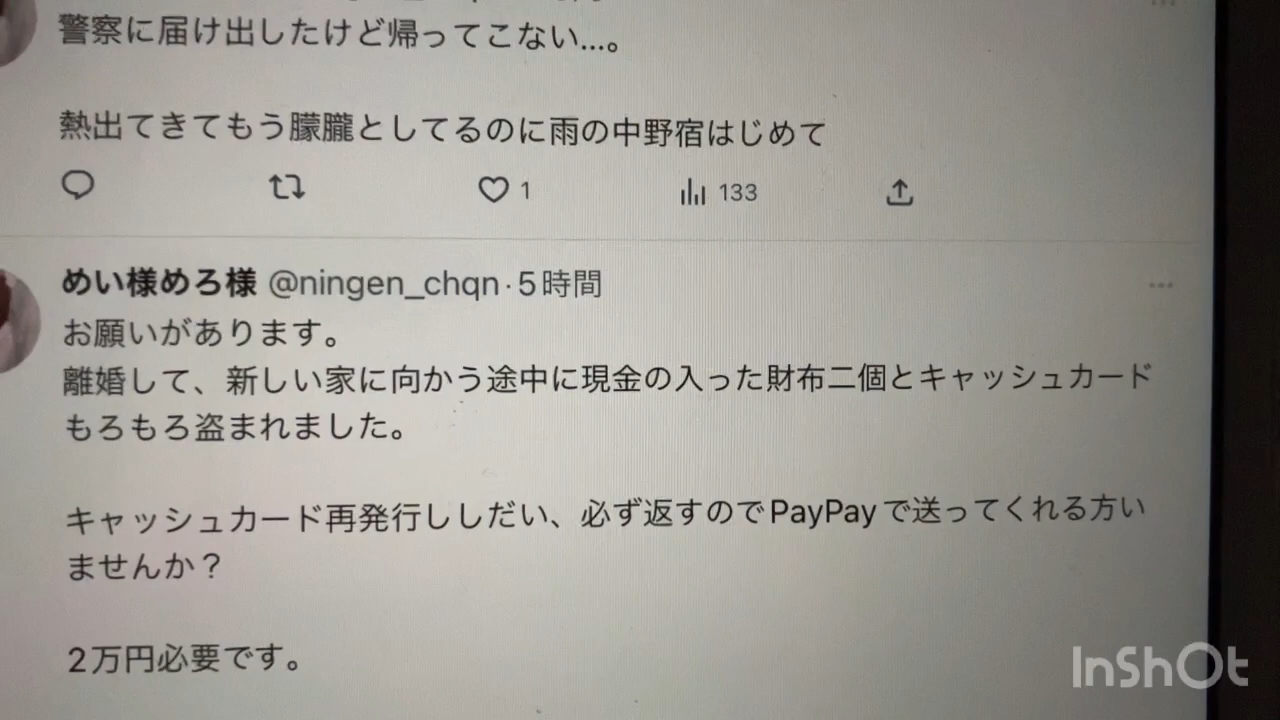 警察に届け出したけど帰ってこない...。
熱出てきてもう朦朧としてるのに雨の中野宿はじめて
1
133
めい様めろ様 @ningen_chqn·5時間
お願いがあります。
離婚して、新しい家に向かう途中に現金の入った財布二個とキャッシュカード
もろもろ盗まれました。
キャッシュカード再発行ししだい、必ず返すのでPayPayで送ってくれる方い
ませんか？
2万円必要です。
InShOt